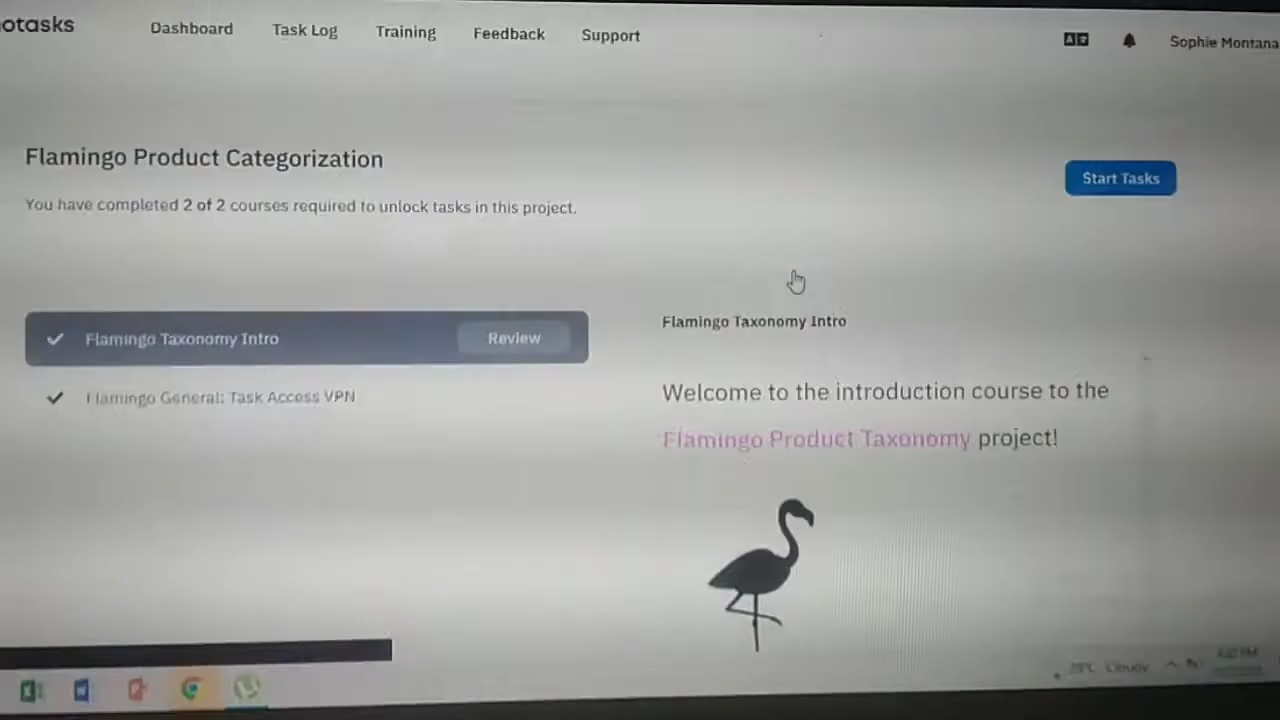 otasks
Dashboard
Task Log
Training
Feedback
Support
Sophie Montana
Flamingo Product Categorization
Start Tasks
You have completed 2 of 2 courses required to unlock tasks in this project.
Flamingo Taxonomy Intro
Review
Flamingo General: Task Access VPN
Flamingo Taxonomy Intro
Welcome to the introduction course to the
Flamingo Product Taxonomy project!
Cloudy